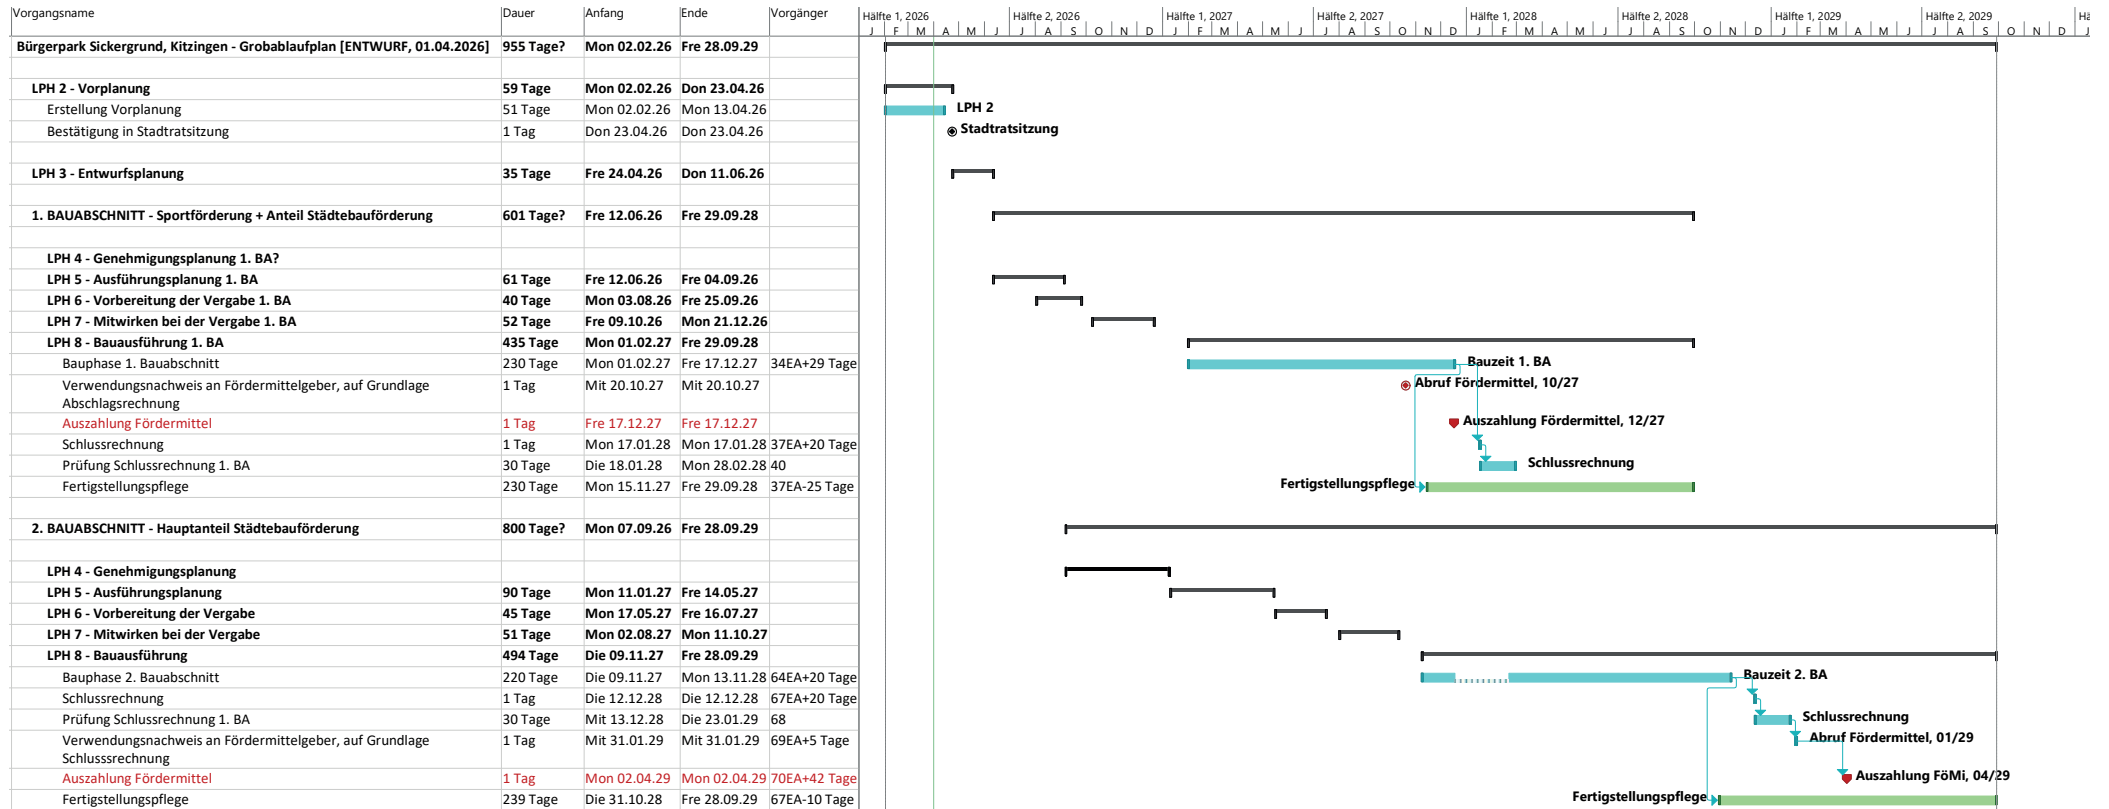 Vorgangsname Dauer Anfang Ende Vorgänger Hälfte 1, 2026 Hälfte 2, 2026 Hälfte 1, 2027 Hälfte 2, 2027 Hälfte 1, 2028 Hälfte 2, 2028 Hälfte 1, 2029 Hälfte 2, 2029 Hä
J F M A M J J A S O N D J F M A M J J A S O N D J F M A M J J A S O N D J F M A M J J A S O N D J
Bürgerpark Sickergrund, Kitzingen - Grobablaufplan [ENTWURF, 01.04.2026] 955 Tage? Mon 02.02.26 Fre 28.09.29
LPH 2 - Vorplanung 59 Tage Mon 02.02.26 Don 23.04.26
Erstellung Vorplanung 51 Tage Mon 02.02.26 Mon 13.04.26 LPH 2
Bestätigung in Stadtratsitzung 1 Tag Don 23.04.26 Don 23.04.26 Stadtratsitzung
LPH 3 - Entwurfsplanung 35 Tage Fre 24.04.26 Don 11.06.26
1. BAUABSCHNITT - Sportförderung + Anteil Städtebauförderung 601 Tage? Fre 12.06.26 Fre 29.09.28
LPH 4 - Genehmigungsplanung 1. BA?
LPH 5 - Ausführungsplanung 1. BA 61 Tage Fre 12.06.26 Fre 04.09.26
LPH 6 - Vorbereitung der Vergabe 1. BA 40 Tage Mon 03.08.26 Fre 25.09.26
LPH 7 - Mitwirken bei der Vergabe 1. BA 52 Tage Fre 09.10.26 Mon 21.12.26
LPH 8 - Bauausführung 1. BA 435 Tage Mon 01.02.27 Fre 29.09.28
Bauphase 1. Bauabschnitt 230 Tage Mon 01.02.27 Fre 17.12.27 34EA+29 Tage Bauzeit 1. BA
Verwendungsnachweis an Fördermittelgeber, auf Grundlage 1 Tag Mit 20.10.27 Mit 20.10.27 Abruf Fördermittel, 10/27
Abschlagsrechnung
Auszahlung Fördermittel 1 Tag Fre 17.12.27 Fre 17.12.27 Auszahlung Fördermittel, 12/27
Schlussrechnung 1 Tag Mon 17.01.28 Mon 17.01.28 37EA+20 Tage
Prüfung Schlussrechnung 1. BA 30 Tage Die 18.01.28 Mon 28.02.28 40 Schlussrechnung
Fertigstellungspflege 230 Tage Mon 15.11.27 Fre 29.09.28 37EA-25 Tage Fertigstellungspflege
2. BAUABSCHNITT - Hauptanteil Städtebauförderung 800 Tage? Mon 07.09.26 Fre 28.09.29
LPH 4 - Genehmigungsplanung
LPH 5 - Ausführungsplanung 90 Tage Mon 11.01.27 Fre 14.05.27
LPH 6 - Vorbereitung der Vergabe 45 Tage Mon 17.05.27 Fre 16.07.27
LPH 7 - Mitwirken bei der Vergabe 51 Tage Mon 02.08.27 Mon 11.10.27
LPH 8 - Bauausführung 494 Tage Die 09.11.27 Fre 28.09.29
Bauphase 2. Bauabschnitt 220 Tage Die 09.11.27 Mon 13.11.28 64EA+20 Tage Bauzeit 2. BA
Schlussrechnung 1 Tag Die 12.12.28 Die 12.12.28 67EA+20 Tage
Prüfung Schlussrechnung 1. BA 30 Tage Mit 13.12.28 Die 23.01.29 68 Schlussrechnung
Verwendungsnachweis an Fördermittelgeber, auf Grundlage 1 Tag Mit 31.01.29 Mit 31.01.29 69EA+5 Tage Abruf Fördermittel, 01/29
Schlusssrechnung
Auszahlung Fördermittel 1 Tag Mon 02.04.29 Mon 02.04.29 70EA+42 Tage Auszahlung FöMi, 04/29
Fertigstellungspflege 239 Tage Die 31.10.28 Fre 28.09.29 67EA-10 Tage Fertigstellungspflege